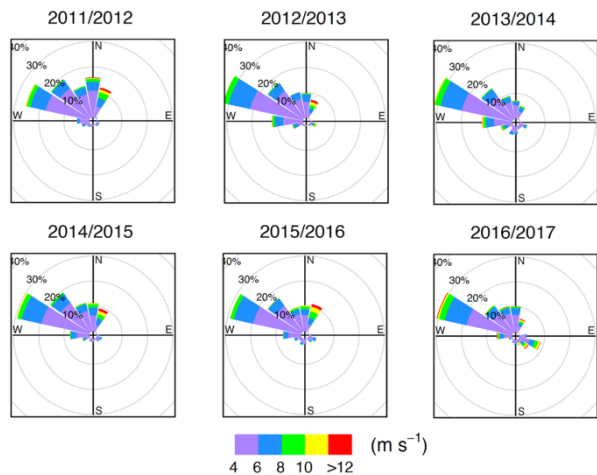 2011/2012
2012/2013
2013/2014
40%
30%
20%
10%
N
W
E
S
40%
30%
20%
10%
N
W
E
S
40%
30%
20%
10%
N
W
E
S
2014/2015
2015/2016
2016/2017
40%
30%
20%
10%
N
W
E
S
40%
30%
20%
10%
N
W
E
S
40%
30%
20%
10%
N
W
E
S
(m s⁻¹)
4 6 8 10 >12